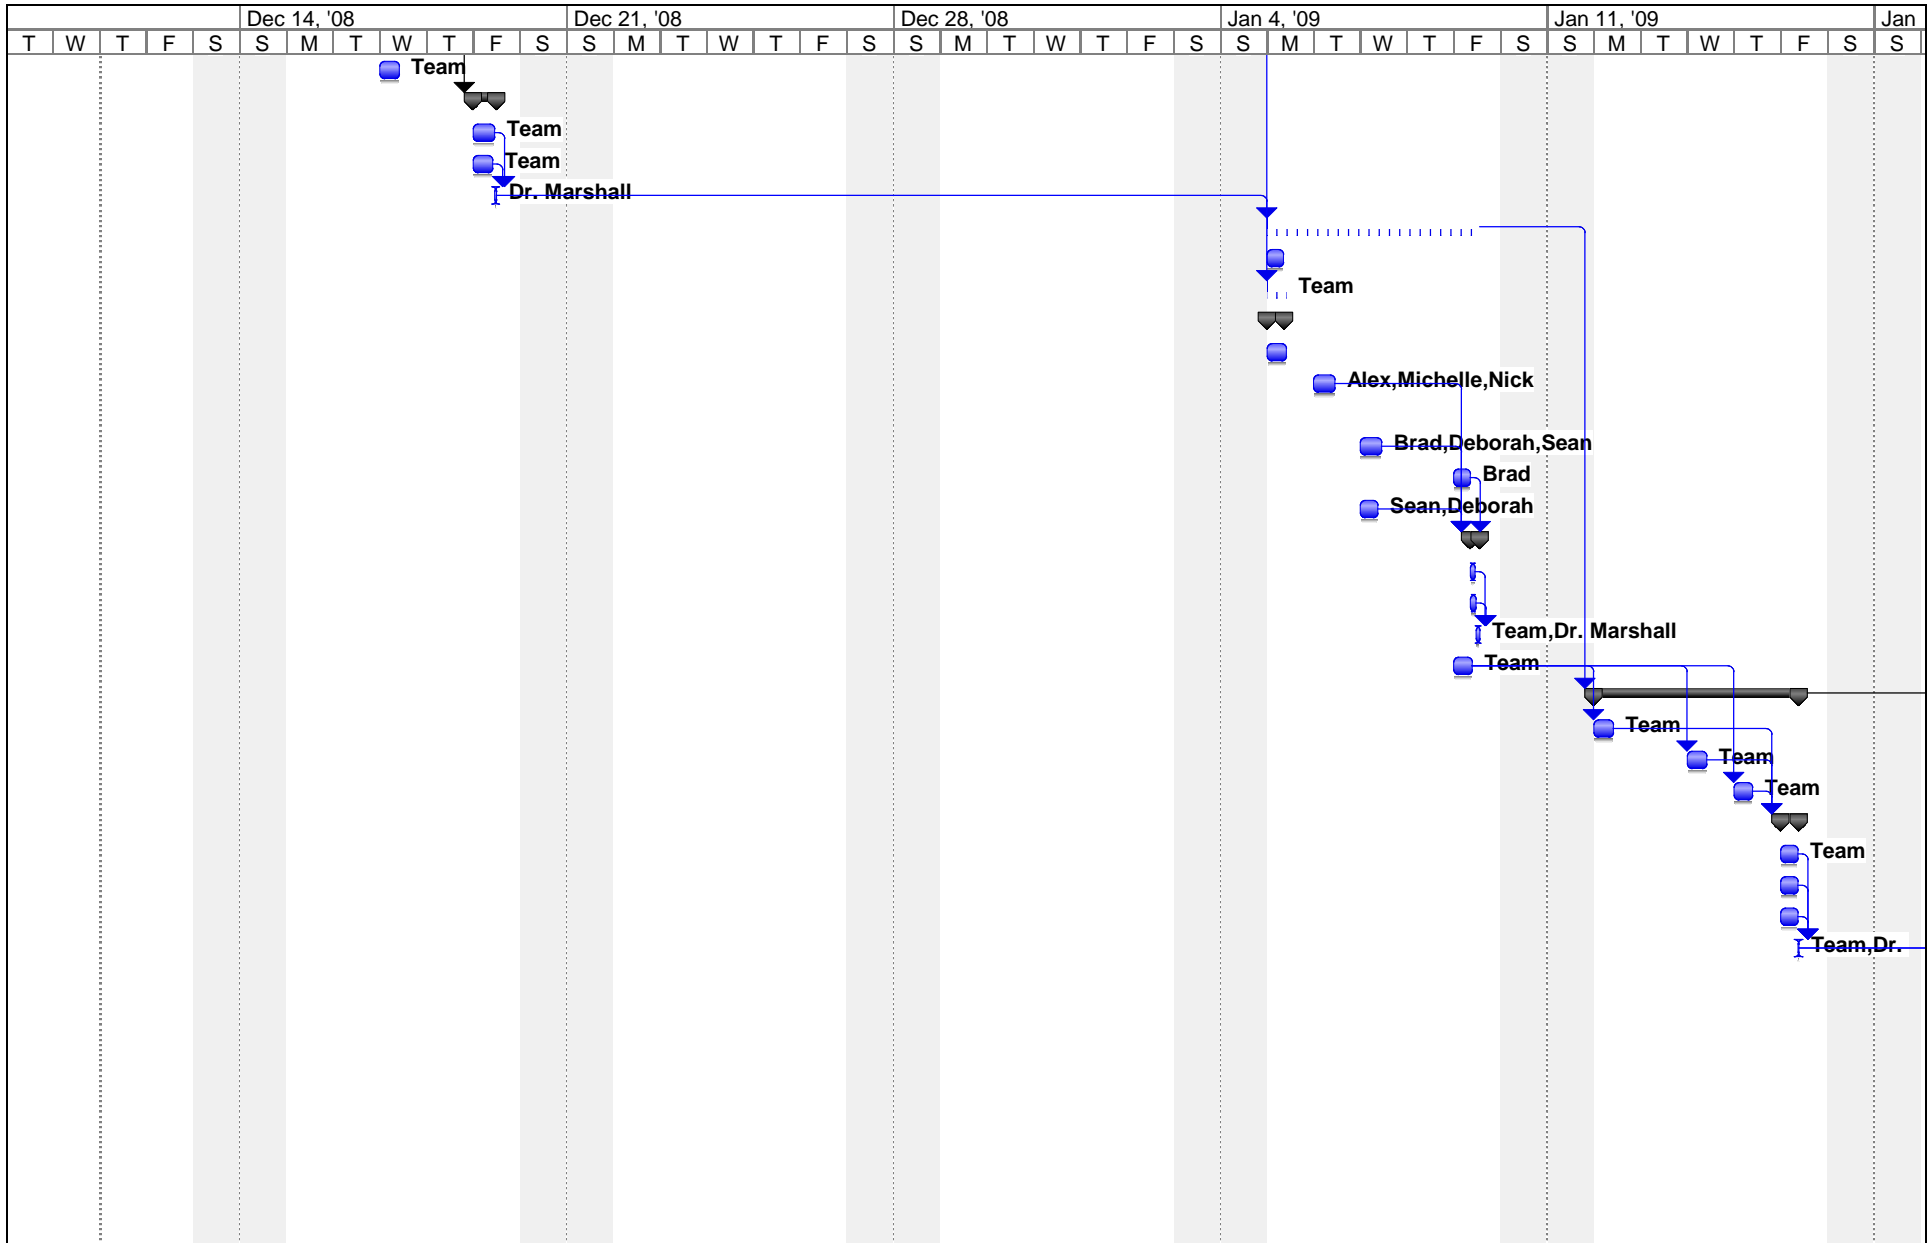 Dec 14, '08 Dec 21, '08 Dec 28, '08 Jan 4, '09 Jan 11, '09 Jan
T W T F S S M T W T F S S M T W T F S S M T W T F S S M T W T F S S M T W T F S S
Team
Team
Team
Dr. Marshall
Team
Alex,Michelle,Nick
Brad,Deborah,Sean
Brad
Sean,Deborah
Team,Dr. Marshall
Team
Team
Team
Team
Team
Team,Dr.